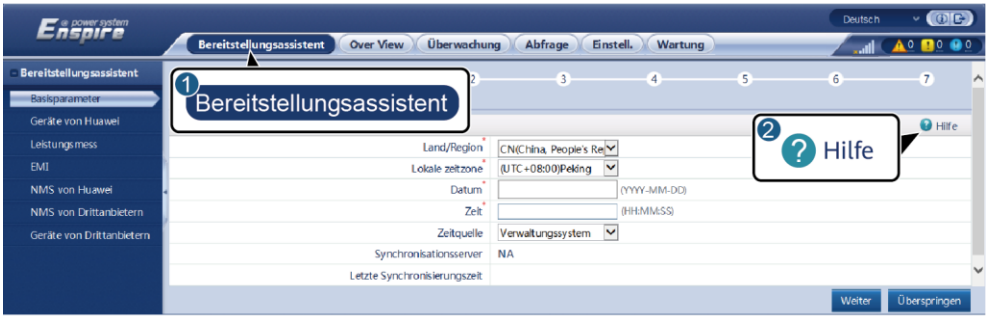 e power system
Enspire
Deutsch
Bereitstellungsassistent Over View Überwachung Abfrage Einstell. Wartung
0 0 0
Bereitstellungsassistent
1
Bereitstellungsassistent
2 3 4 5 6 7
Basisparameter
Geräte von Huawei
Leistungsmess
EMI
NMS von Huawei
NMS von Drittanbietern
Geräte von Drittanbietern
? Hilfe
2
? Hilfe
Land/Region* CN(China, People's Re
Lokale zeitzone* (UTC+08:00)Peking
Datum* (YYYY-MM-DD)
Zeit* (HH:MM:SS)
Zeitquelle Verwaltungssystem
Synchronisationsserver NA
Letzte Synchronisierungszeit
Weiter Überspringen